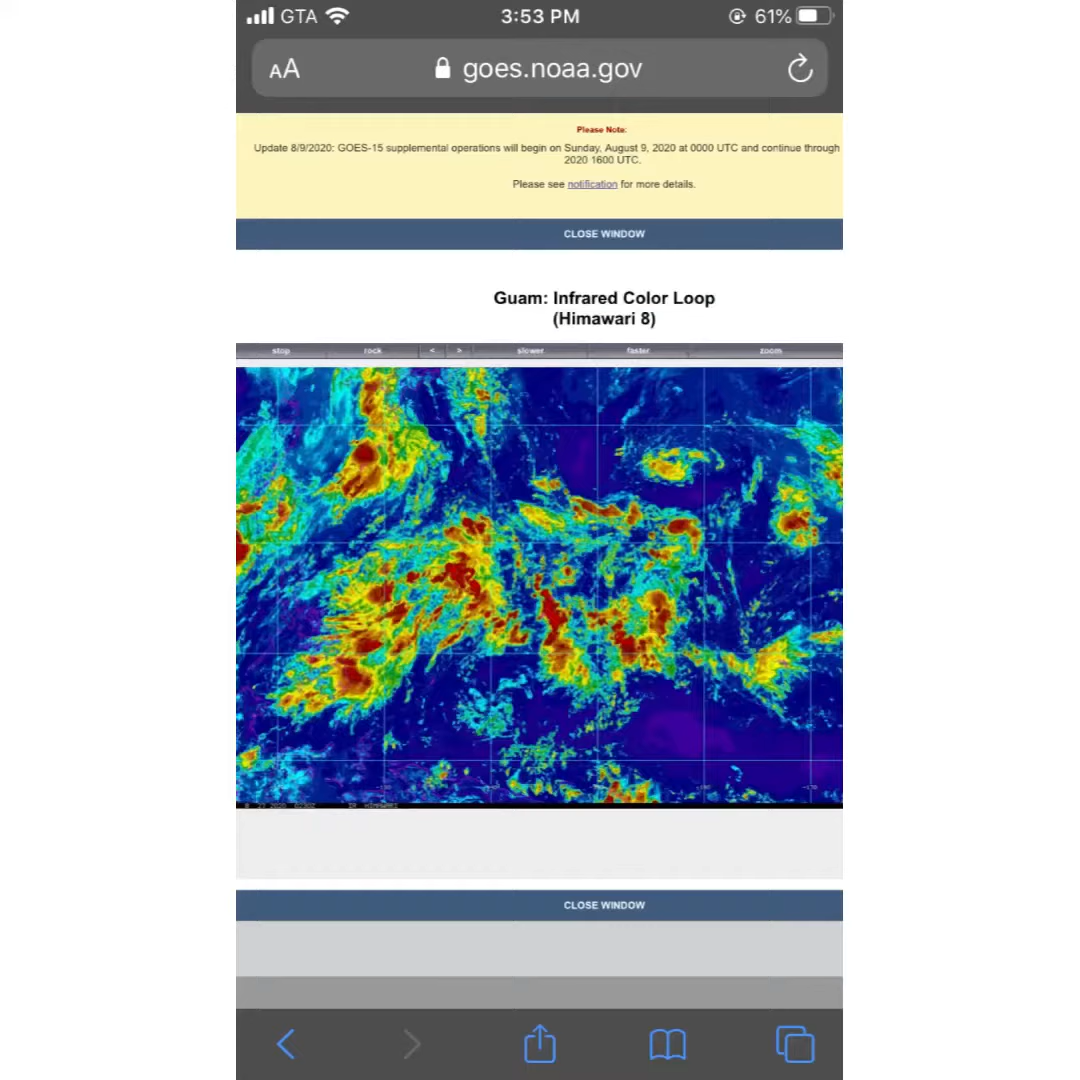 GTA 3:53 PM 61%
AA goes.noaa.gov
Please Note:
Update 8/9/2020: GOES-15 supplemental operations will begin on Sunday, August 9, 2020 at 0000 UTC and continue through
2020 1600 UTC.
Please see notification for more details.
CLOSE WINDOW
Guam: Infrared Color Loop
(Himawari 8)
stop rock < > slower faster zoom
IR HIMAWARI
CLOSE WINDOW